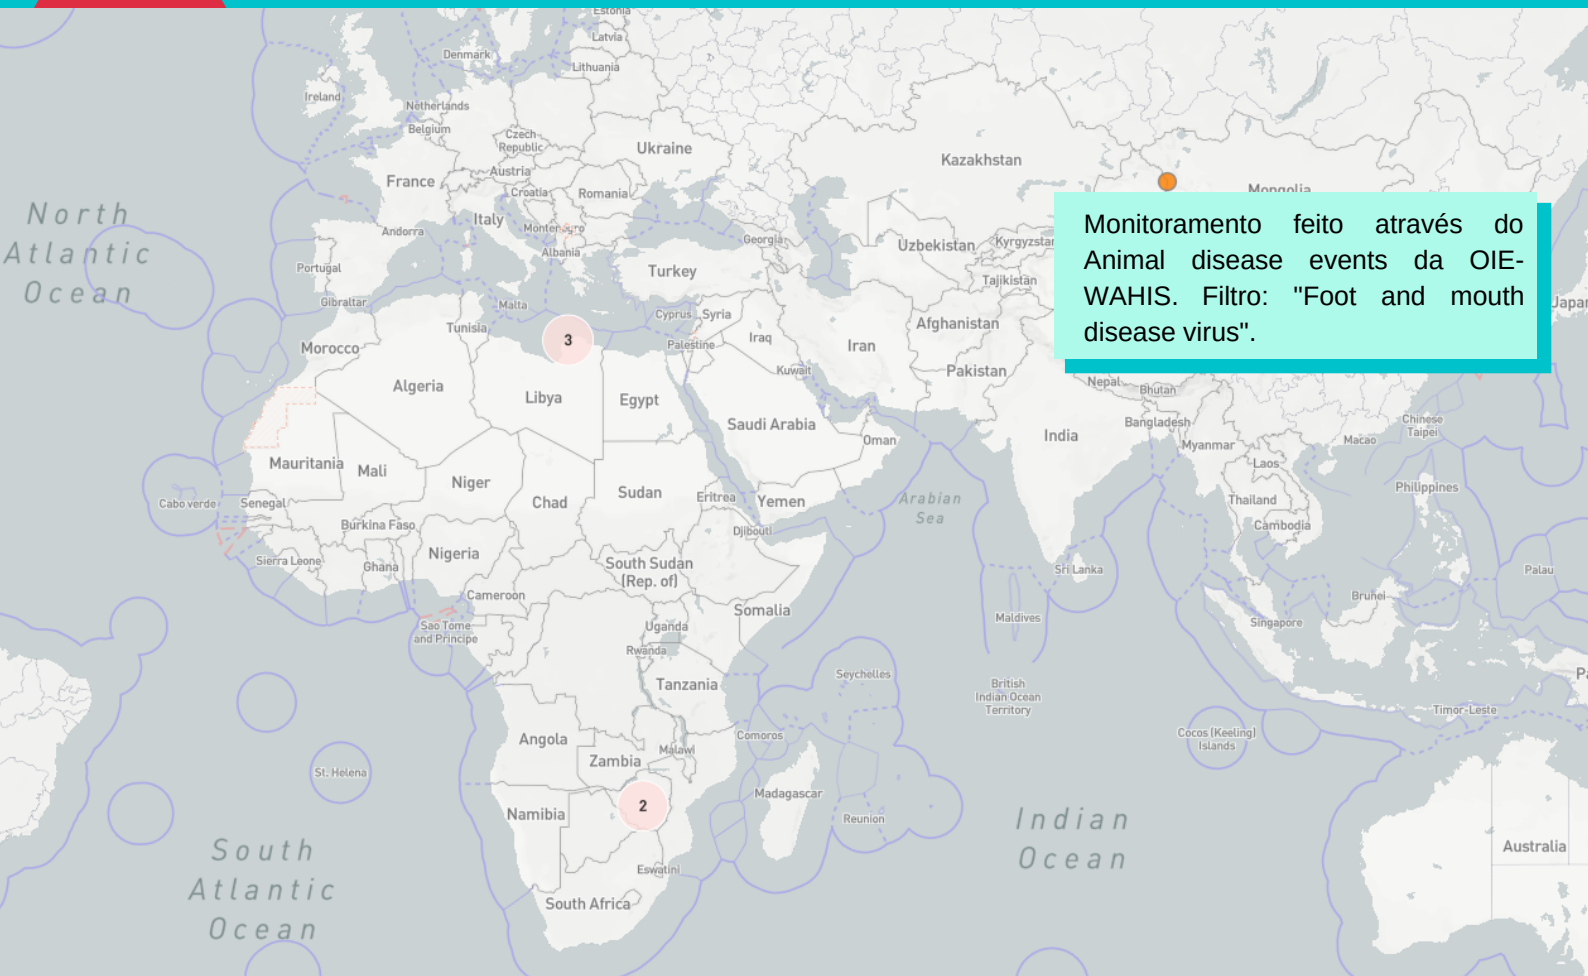 Estonia
Latvia
Denmark
Lithuania
Ireland
Netherlands
Belgium
Czech
Republic
Ukraine
Kazakhstan
Austria
France
Croatia
Romania
Mongolia
North
Atlantic
Ocean
Italy
Andorra
Montenegro
Albania
Georgia
Uzbekistan
Kyrgyzstan
Monitoramento feito através do
Animal disease events da OIE-
WAHIS. Filtro: "Foot and mouth
disease virus".
Portugal
Turkey
Tajikistan
Gibraltar
Malta
Cyprus
Syria
Afghanistan
Tunisia
Morocco
3
Palestine
Iraq
Iran
Kuwait
Pakistan
Nepal
Bhutan
Algeria
Libya
Egypt
Saudi Arabia
Oman
India
Bangladesh
Myanmar
Macao
Chinese
Taipei
Mauritania
Mali
Niger
Chad
Sudan
Eritrea
Yemen
Arabian
Sea
Laos
Thailand
Philippines
Cabo verde
Senegal
Burkina Faso
Djibouti
Cambodia
Sierra Leone
Ghana
Nigeria
South Sudan
(Rep. of)
Sri Lanka
Palau
Cameroon
Somalia
Maldives
Brunei
Singapore
Sao Tome
and Principe
Uganda
Rwanda
Tanzania
Seychelles
British
Indian Ocean
Territory
Timor-Leste
Angola
Zambia
Malawi
Comoros
Cocos (Keeling)
Islands
St. Helena
2
Namibia
Madagascar
Reunion
Indian
Ocean
South
Atlantic
Ocean
Eswatini
South Africa
Australia